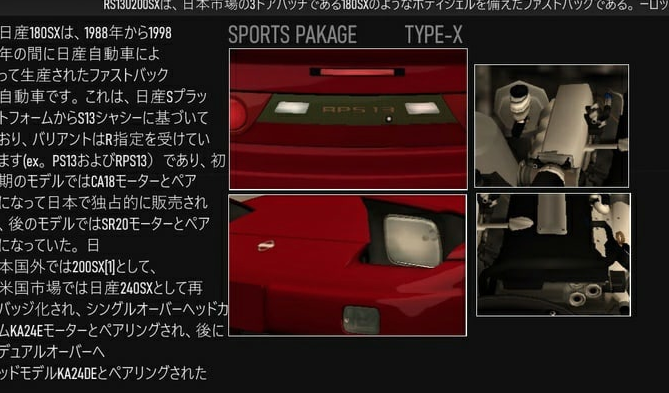 RS13U200SXは、日本市場の3ドアハッチである180SXのようなボディシェルを備えたファストバックである。一ロッ
SPORTS PAKAGE TYPE-X
日産180SXは、1988年から1998
年の間に日産自動車によ
って生産されたファストバック
自動車です。これは、日産Sプラッ
トフォームからS13シャシーに基づいて
おり、バリアントはR指定を受けてい
ます(ex。PS13およびRPS13）であり、初
期のモデルではCA18モーターとペア
になって日本で独占的に販売され
、後のモデルではSR20モーターとペア
になっていた。日
本国外では200SX[1]として、
米国市場では日産240SXとして再
バッジ化され、シングルオーバーヘッドカ
ムKA24Eモーターとペアリングされ、後に
デュアルオーバーヘ
ッドモデルKA24DEとペアリングされた
RPS13